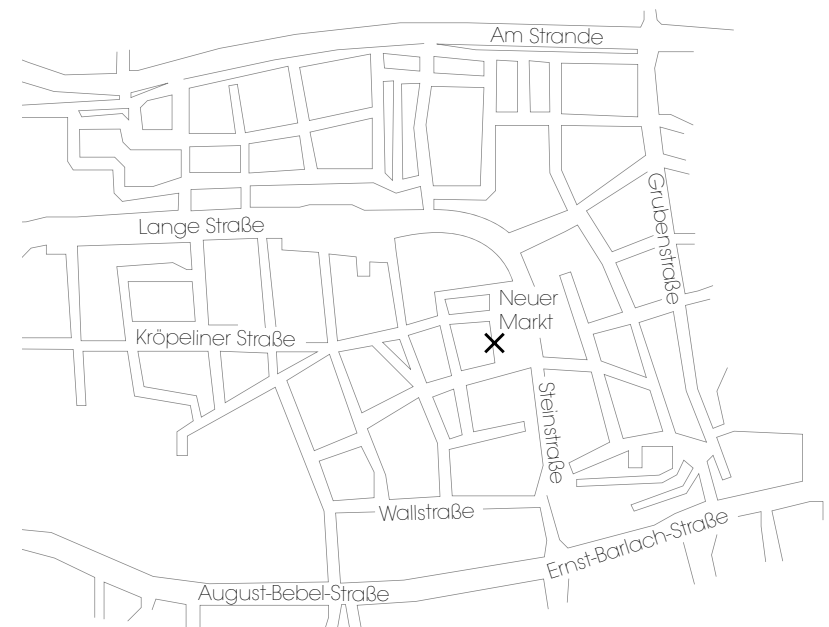 Am Strande
Grubenstraße
Lange Straße
Neuer
Markt
Kröpeliner Straße
Steinstraße
Wallstraße
Ernst-Barlach-Straße
August-Bebel-Straße